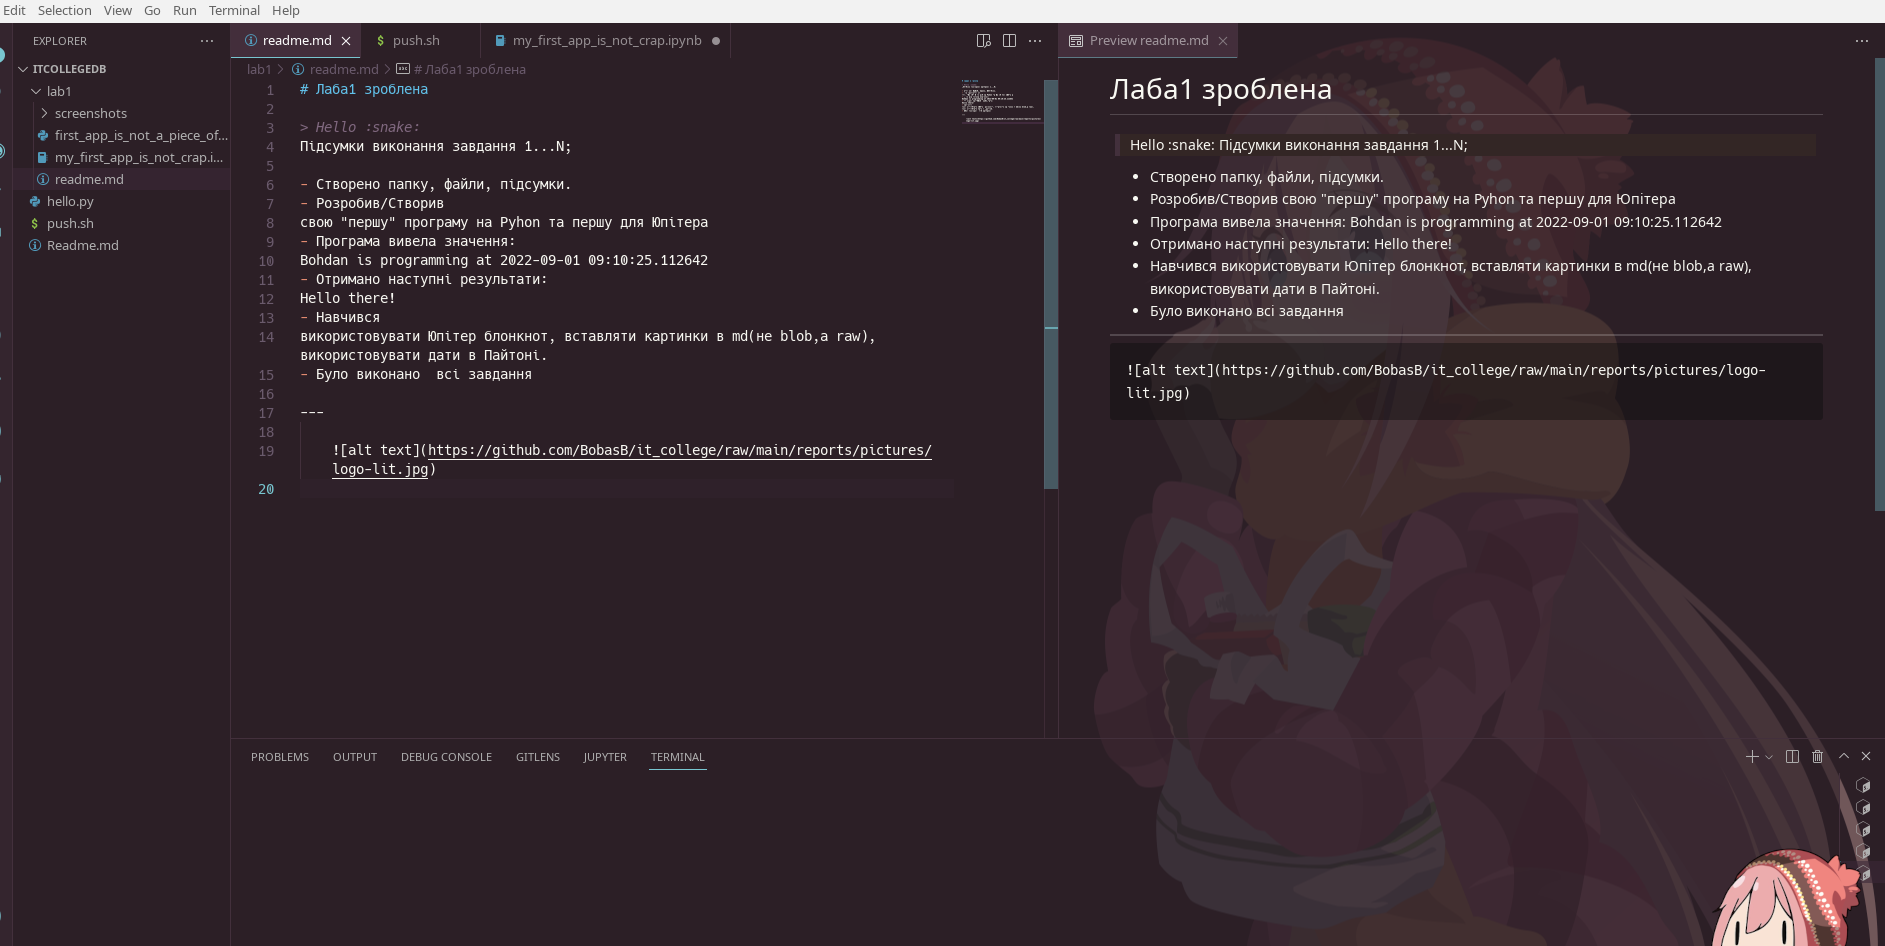 Edit Selection View Go Run Terminal Help
EXPLORER
ITCOLLEGEDB
lab1
screenshots
first_app_is_not_a_piece_of...
my_first_app_is_not_crap.i...
readme.md
hello.py
push.sh
Readme.md
readme.md push.sh my_first_app_is_not_crap.ipynb
lab1 > readme.md > # Лаба1 зроблена
1 # Лаба1 зроблена
2
3 > Hello :snake:
4 Підсумки виконання завдання 1...N;
5
6 - Створено папку, файли, підсумки.
7 - Розробив/Створив
8 свою "першу" програму на Pyhon та першу для Юпітера
9 - Програма вивела значення:
10 Bohdan is programming at 2022-09-01 09:10:25.112642
11 - Отримано наступні результати:
12 Hello there!
13 - Навчився
14 використовувати Юпітер блонкнот, вставляти картинки в md(не blob,а raw),
використовувати дати в Пайтоні.
15 - Було виконано  всі завдання
16
17 ---
18
19 ![alt text](https://github.com/BobasB/it_college/raw/main/reports/pictures/
logo-lit.jpg)
20
Preview readme.md
Лаба1 зроблена
Hello :snake: Підсумки виконання завдання 1...N;
• Створено папку, файли, підсумки.
• Розробив/Створив свою "першу" програму на Pyhon та першу для Юпітера
• Програма вивела значення: Bohdan is programming at 2022-09-01 09:10:25.112642
• Отримано наступні результати: Hello there!
• Навчився використовувати Юпітер блонкнот, вставляти картинки в md(не blob,а raw),
використовувати дати в Пайтоні.
• Було виконано всі завдання
![alt text](https://github.com/BobasB/it_college/raw/main/reports/pictures/logo-
lit.jpg)
PROBLEMS OUTPUT DEBUG CONSOLE GITLENS JUPYTER TERMINAL